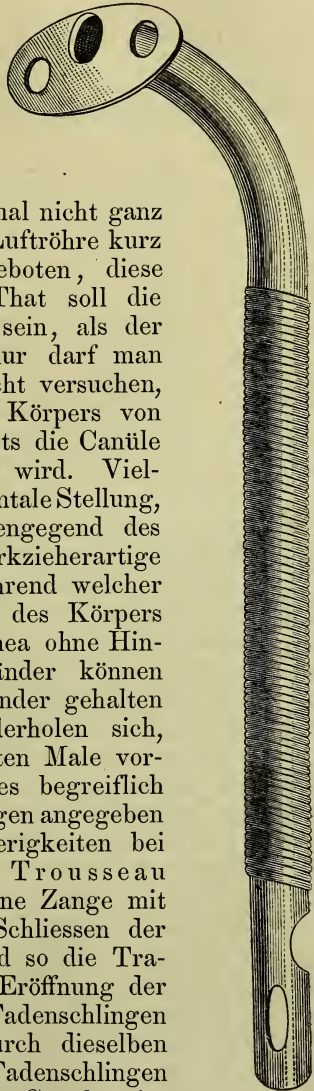 nal nicht ganz
Luftröhre kurz
eboten, diese
That soll die
sein, als der
ur darf man
cht versuchen,
Körpers von
ts die Canüle
wird. Viel-
ntale Stellung,
engegend des
rkzieherartige
hrend welcher
des Körpers
nea ohne Hin-
inder können
nder gehalten
lerholen sich,
ten Male vor-
es begreiflich
gen angegeben
erigkeiten bei
Trousseau
ne Zange mit
Schliessen der
d so die Tra-
Eröffnung der
Fadenschlingen
urch dieselben
Fadenschlingen